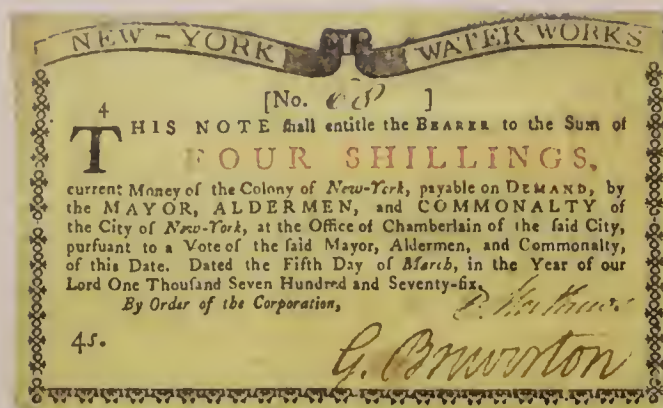 NEW-YORK WATER WORKS
[No. 68 ]
4
THIS NOTE ſhall entitle the BEARER to the Sum of
FOUR SHILLINGS,
current Money of the Colony of New-York, payable on DEMAND, by
the MAYOR, ALDERMEN, and COMMONALTY of
the City of New-York, at the Office of Chamberlain of the ſaid City,
purſuant to a Vote of the ſaid Mayor, Aldermen, and Commonalty,
of this Date. Dated the Fifth Day of March, in the Year of our
Lord One Thouſand Seven Hundred and Seventy-ſix.
By Order of the Corporation,
4s.
G. Brewerton